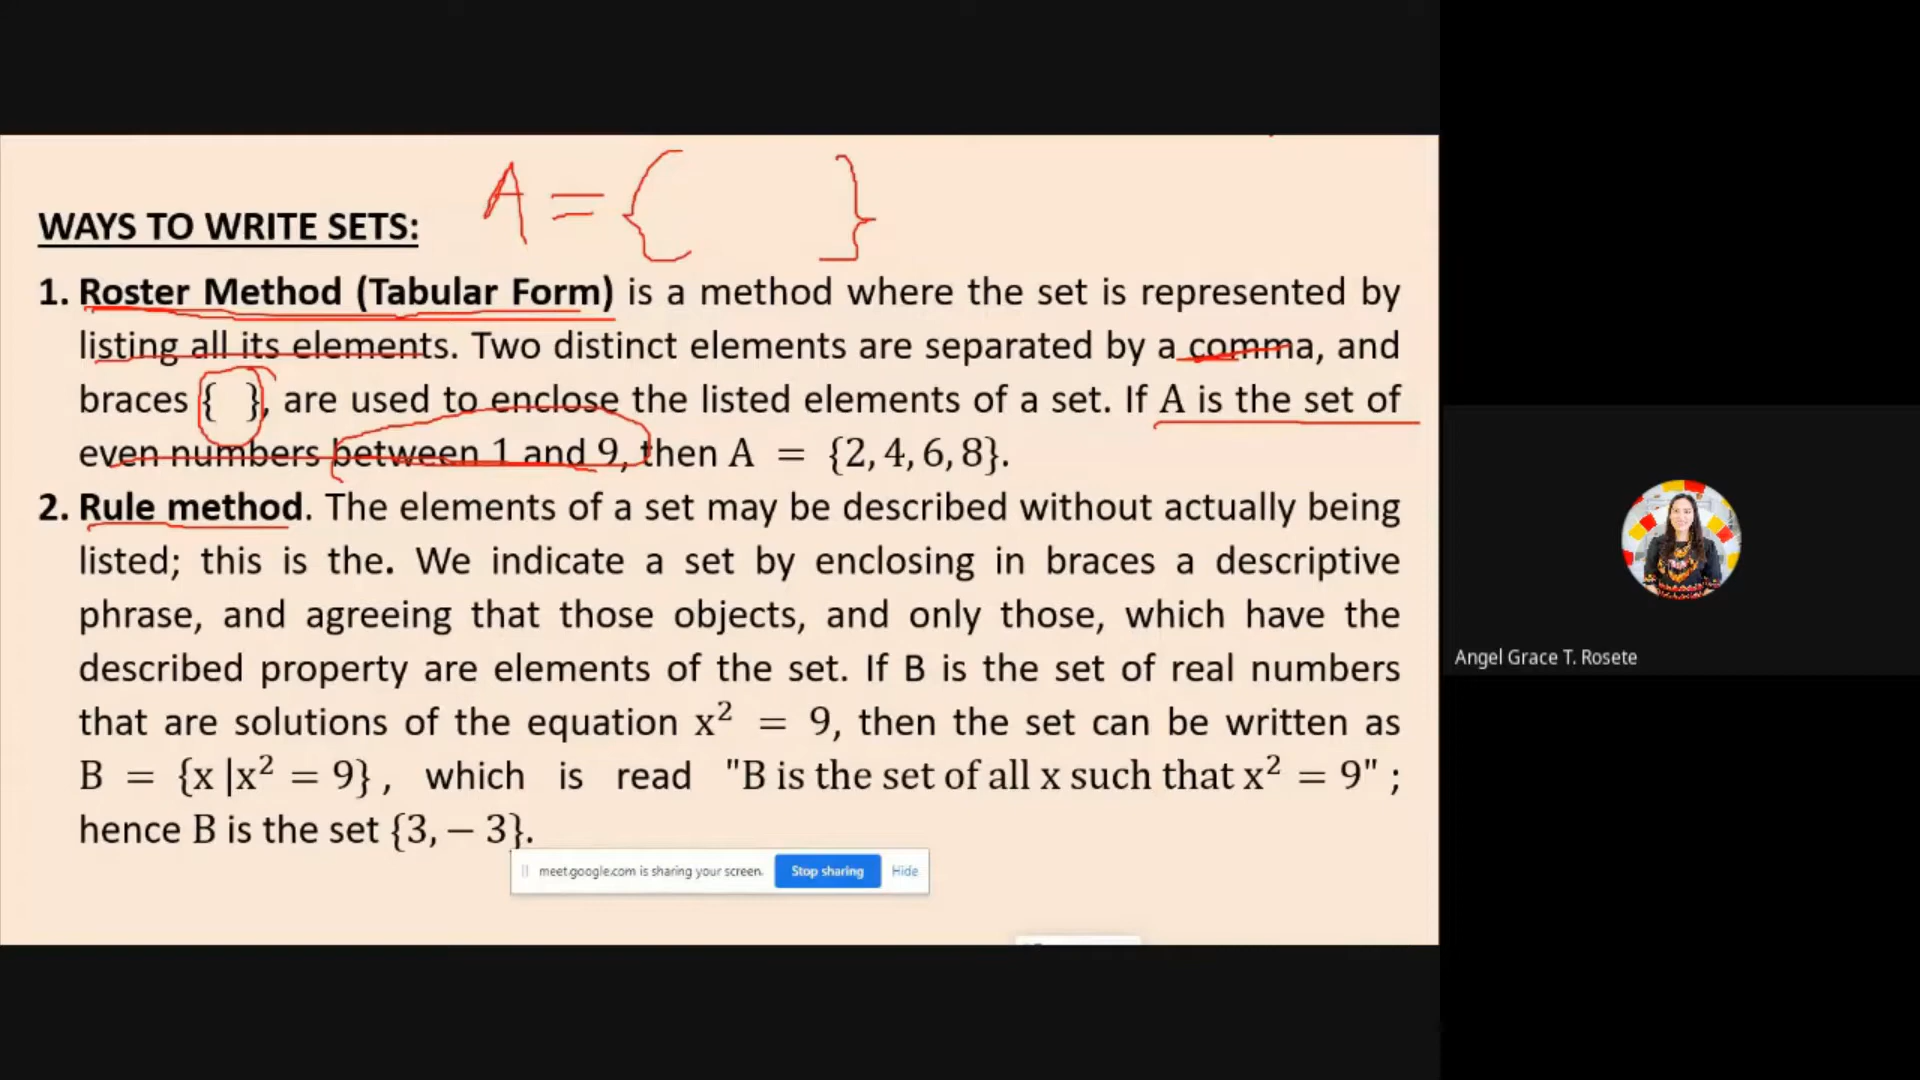 A = { }
WAYS TO WRITE SETS:
1. Roster Method (Tabular Form) is a method where the set is represented by
listing all its elements. Two distinct elements are separated by a comma, and
braces { }, are used to enclose the listed elements of a set. If A is the set of
even numbers between 1 and 9, then A = {2, 4, 6, 8}.
2. Rule method. The elements of a set may be described without actually being
listed; this is the. We indicate a set by enclosing in braces a descriptive
phrase, and agreeing that those objects, and only those, which have the
described property are elements of the set. If B is the set of real numbers
that are solutions of the equation x² = 9, then the set can be written as
B = {x |x² = 9} , which is read "B is the set of all x such that x² = 9" ;
hence B is the set {3, − 3}.
meet.google.com is sharing your screen. Stop sharing Hide
Angel Grace T. Rosete